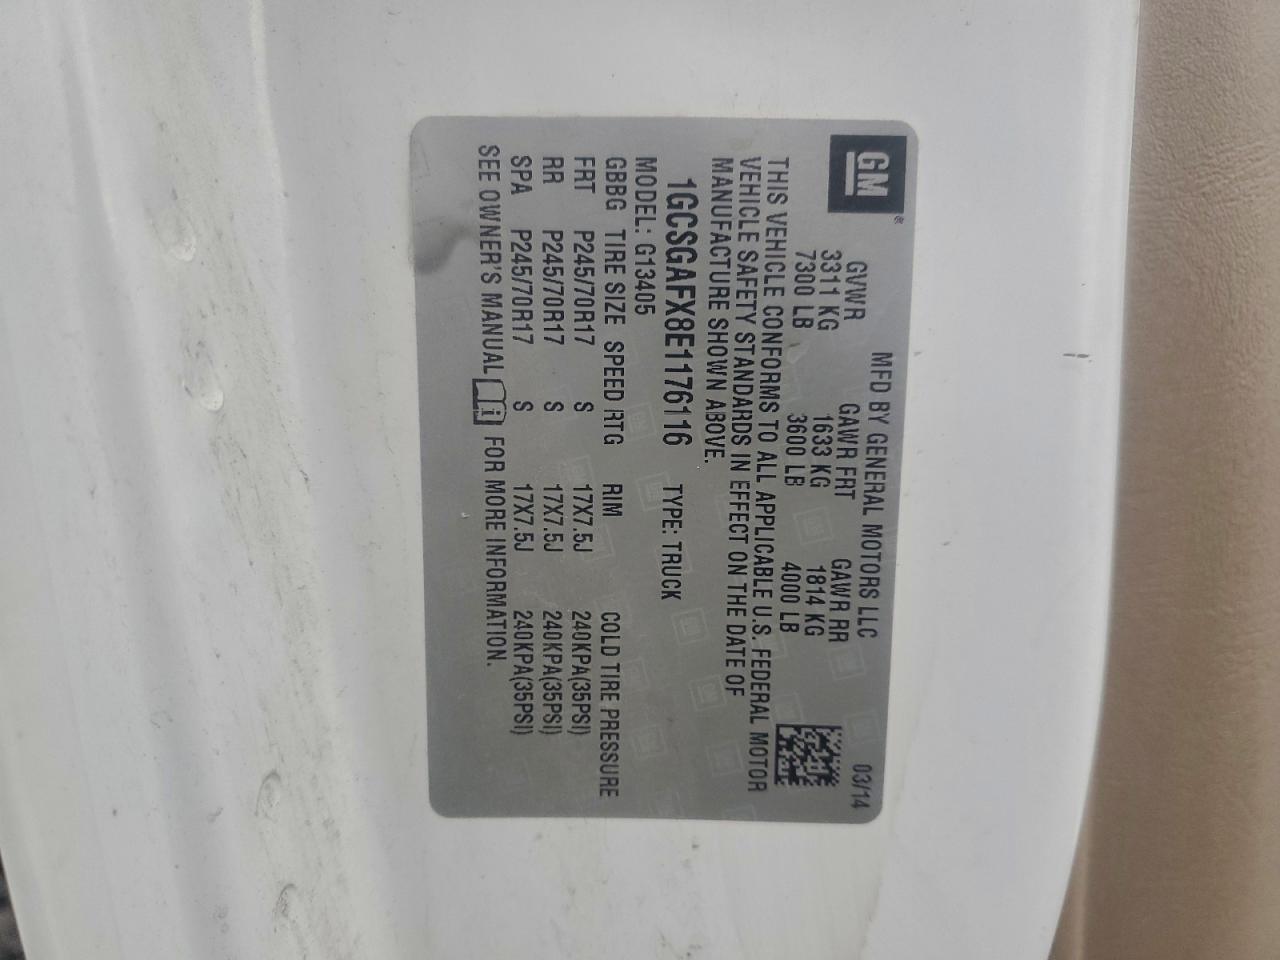 GM
MFD BY GENERAL MOTORS LLC 03/14
GVWR GAWR FRT GAWR RR
3311 KG 1633 KG 1814 KG
7300 LB 3600 LB 4000 LB
THIS VEHICLE CONFORMS TO ALL APPLICABLE U.S. FEDERAL MOTOR
VEHICLE SAFETY STANDARDS IN EFFECT ON THE DATE OF
MANUFACTURE SHOWN ABOVE.
1GCSGAFX8E1176116 TYPE: TRUCK
MODEL: G13405
GBBG TIRE SIZE SPEED RTG RIM COLD TIRE PRESSURE
FRT P245/70R17 S 17X7.5J 240KPA(35PSI)
RR P245/70R17 S 17X7.5J 240KPA(35PSI)
SPA P245/70R17 S 17X7.5J 240KPA(35PSI)
SEE OWNER'S MANUAL i FOR MORE INFORMATION.